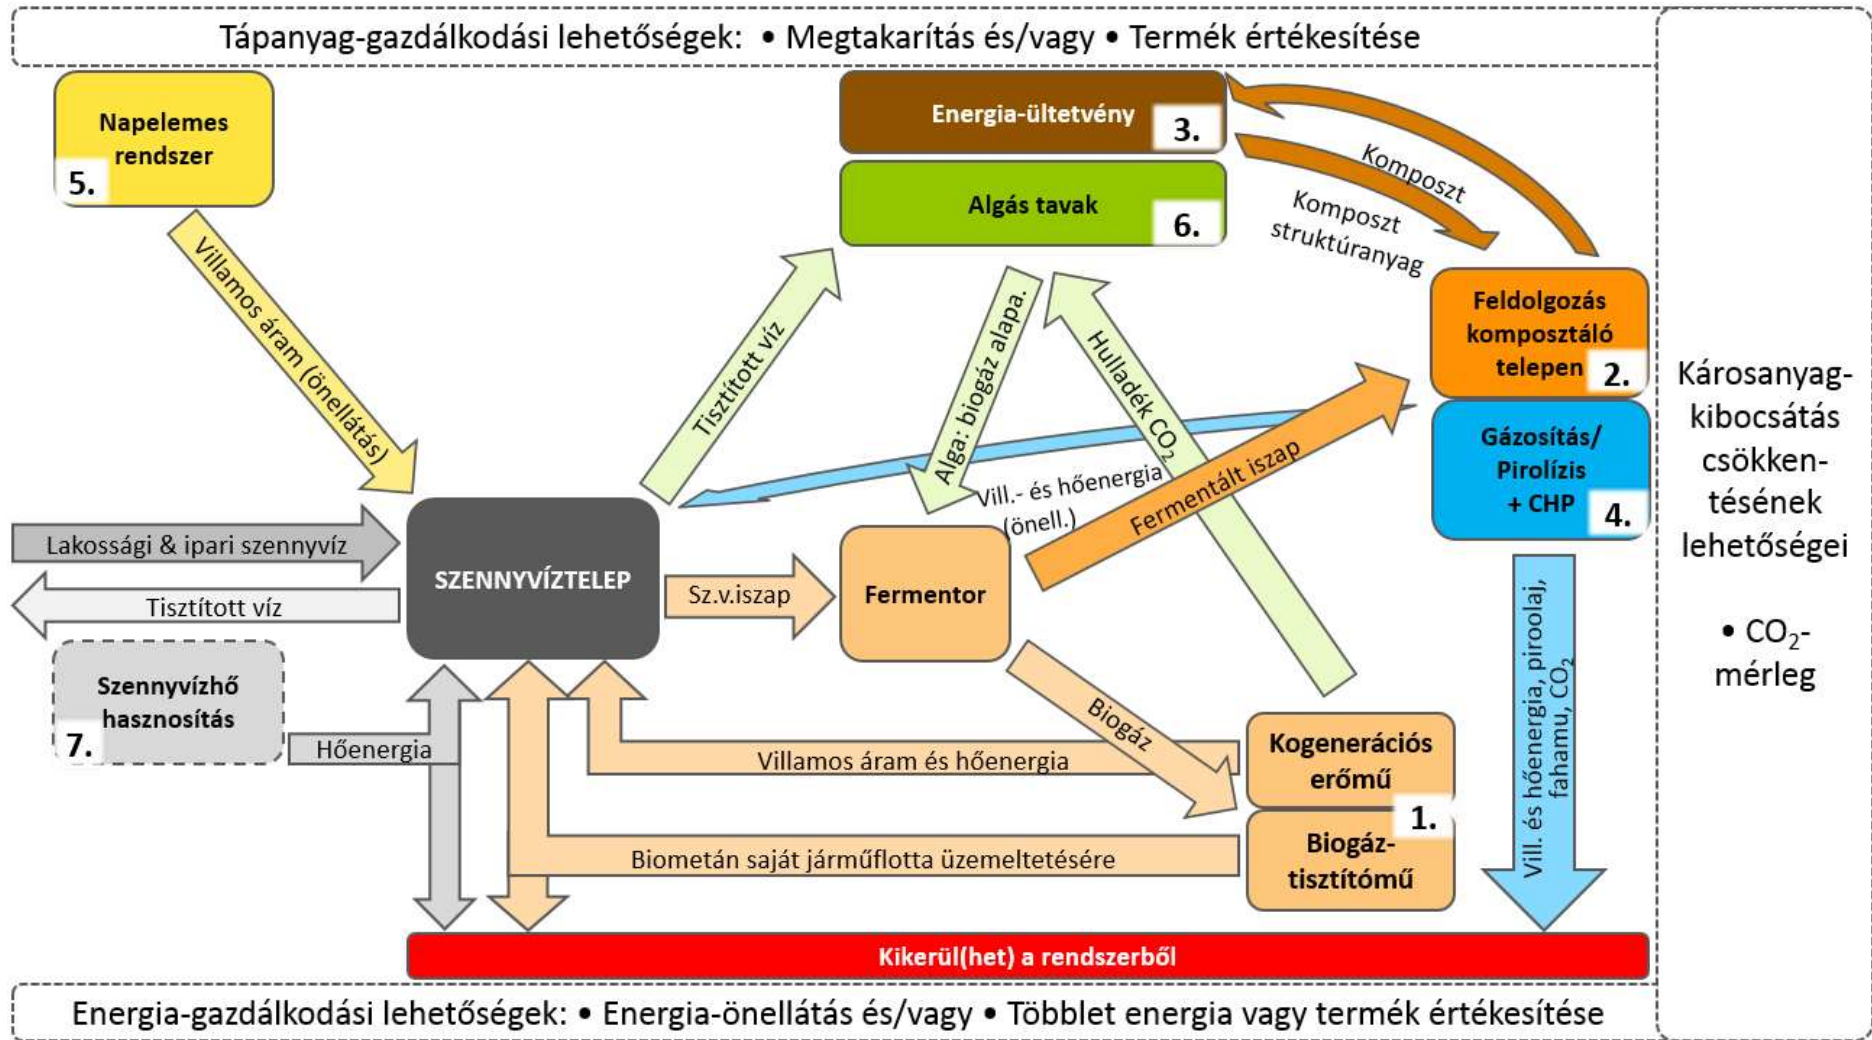 Tápanyag-gazdálkodási lehetőségek: • Megtakarítás és/vagy • Termék értékesítése
Napelemes
rendszer
5.
Energia-ültetvény
3.
Algás tavak
6.
Komposzt
Komposzt
struktúranyag
Villamos áram (önellátás)
Tisztított víz
Alga: biogáz alapa.
Hulladék CO₂
Feldolgozás
komposztáló
telepen
2.
Gázosítás/
Pirolízis
+ CHP
4.
Vill.- és hőenergia
(önell.)
Fermentált iszap
Lakossági & ipari szennyvíz
Tisztított víz
SZENNYVÍZTELEP
Sz.v.iszap
Fermentor
Szennyvízhő
hasznosítás
7.
Hőenergia
Biogáz
Villamos áram és hőenergia
Kogenerációs
erőmű
1.
Biogáz-
tisztítómű
Biometán saját járműflotta üzemeltetésére
Vill. és hőenergia, piroolaj,
fahamu, CO₂
Kikerül(het) a rendszerből
Energia-gazdálkodási lehetőségek: • Energia-önellátás és/vagy • Többlet energia vagy termék értékesítése
Károsanyag-
kibocsátás
csökken-
tésének
lehetőségei
• CO₂-
mérleg